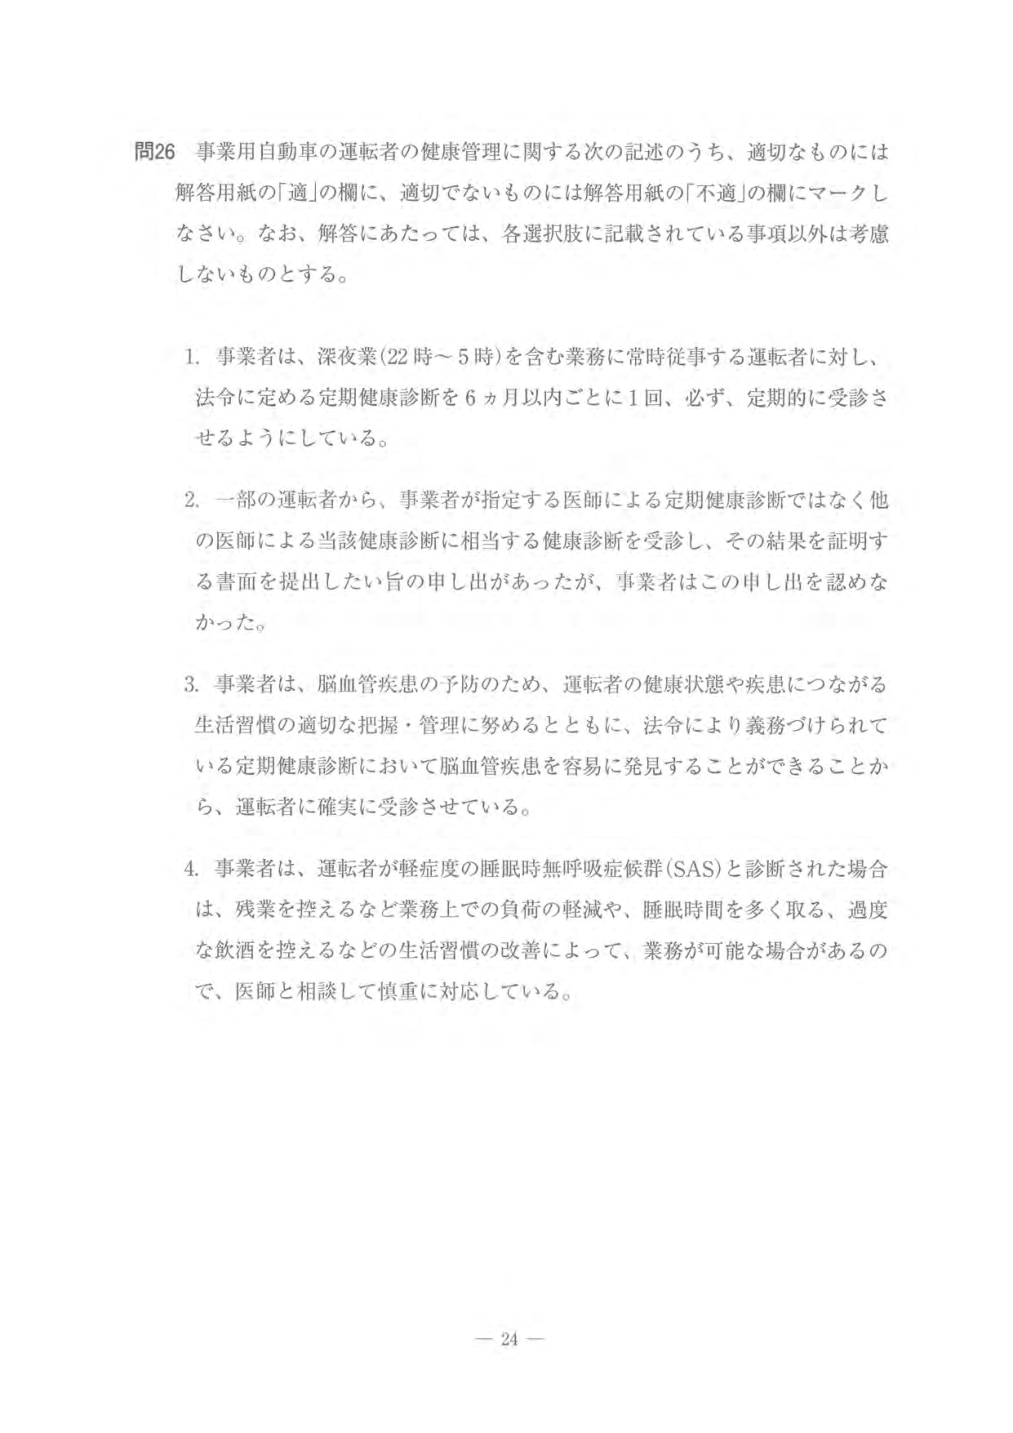 問26　事業用自動車の運転者の健康管理に関する次の記述のうち、適切なものには
解答用紙の「適」の欄に、適切でないものには解答用紙の「不適」の欄にマークし
なさい。なお、解答にあたっては、各選択肢に記載されている事項以外は考慮
しないものとする。
1. 事業者は、深夜業(22時～5時)を含む業務に常時従事する運転者に対し、
法令に定める定期健康診断を6ヵ月以内ごとに1回、必ず、定期的に受診さ
せるようにしている。
2. 一部の運転者から、事業者が指定する医師による定期健康診断ではなく他
の医師による当該健康診断に相当する健康診断を受診し、その結果を証明す
る書面を提出したい旨の申し出があったが、事業者はこの申し出を認めな
かった。
3. 事業者は、脳血管疾患の予防のため、運転者の健康状態や疾患につながる
生活習慣の適切な把握・管理に努めるとともに、法令により義務づけられて
いる定期健康診断において脳血管疾患を容易に発見することができることか
ら、運転者に確実に受診させている。
4. 事業者は、運転者が軽症度の睡眠時無呼吸症候群(SAS)と診断された場合
は、残業を控えるなど業務上での負荷の軽減や、睡眠時間を多く取る、過度
な飲酒を控えるなどの生活習慣の改善によって、業務が可能な場合があるの
で、医師と相談して慎重に対応している。
― 24 ―